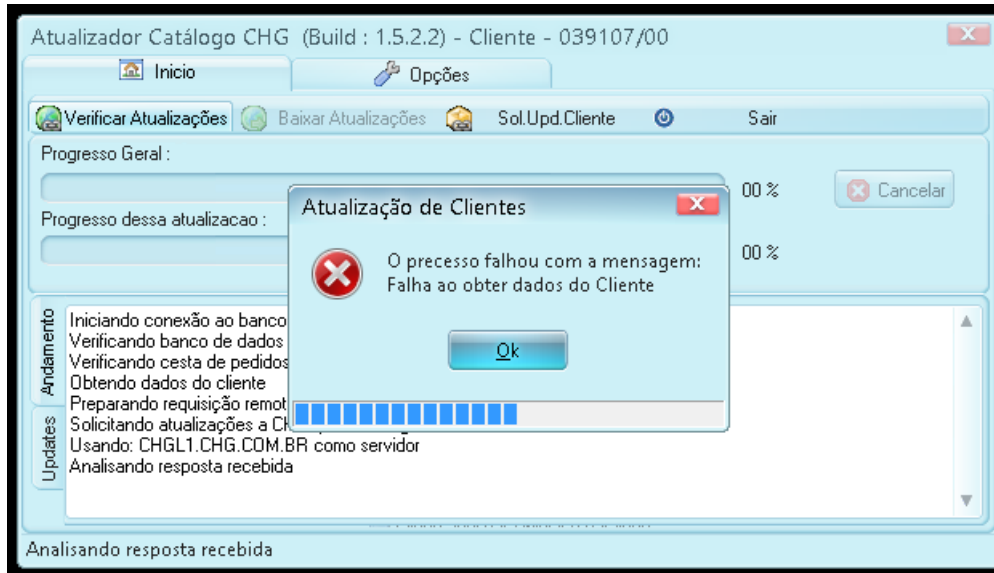 Atualizador Catálogo CHG (Build : 1.5.2.2) - Cliente - 039107/00
Inicio
Opções
Verificar Atualizações
Baixar Atualizações
Sol.Upd.Cliente
Sair
Progresso Geral :
00 %
Cancelar
Progresso dessa atualizacao :
00 %
Atualização de Clientes
O precesso falhou com a mensagem:
Falha ao obter dados do Cliente
Ok
Andamento
Updates
Iniciando conexão ao banco
Verificando banco de dados
Verificando cesta de pedidos
Obtendo dados do cliente
Preparando requisição remot
Solicitando atualizações a
Usando: CHGL1.CHG.COM.BR como servidor
Analisando resposta recebida
Analisando resposta recebida